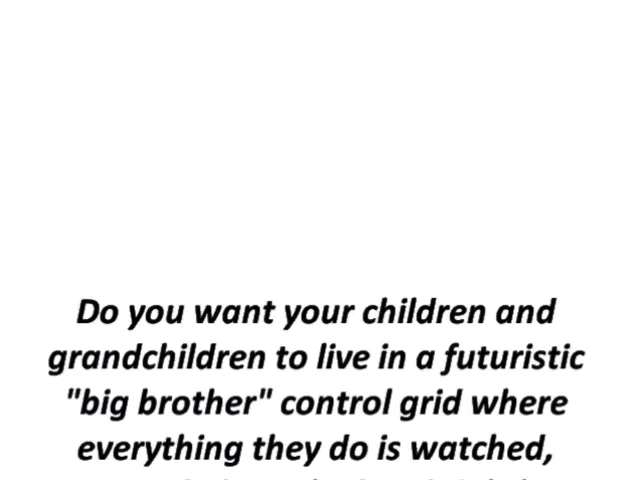 Do you want your children and
grandchildren to live in a futuristic
"big brother" control grid where
everything they do is watched,